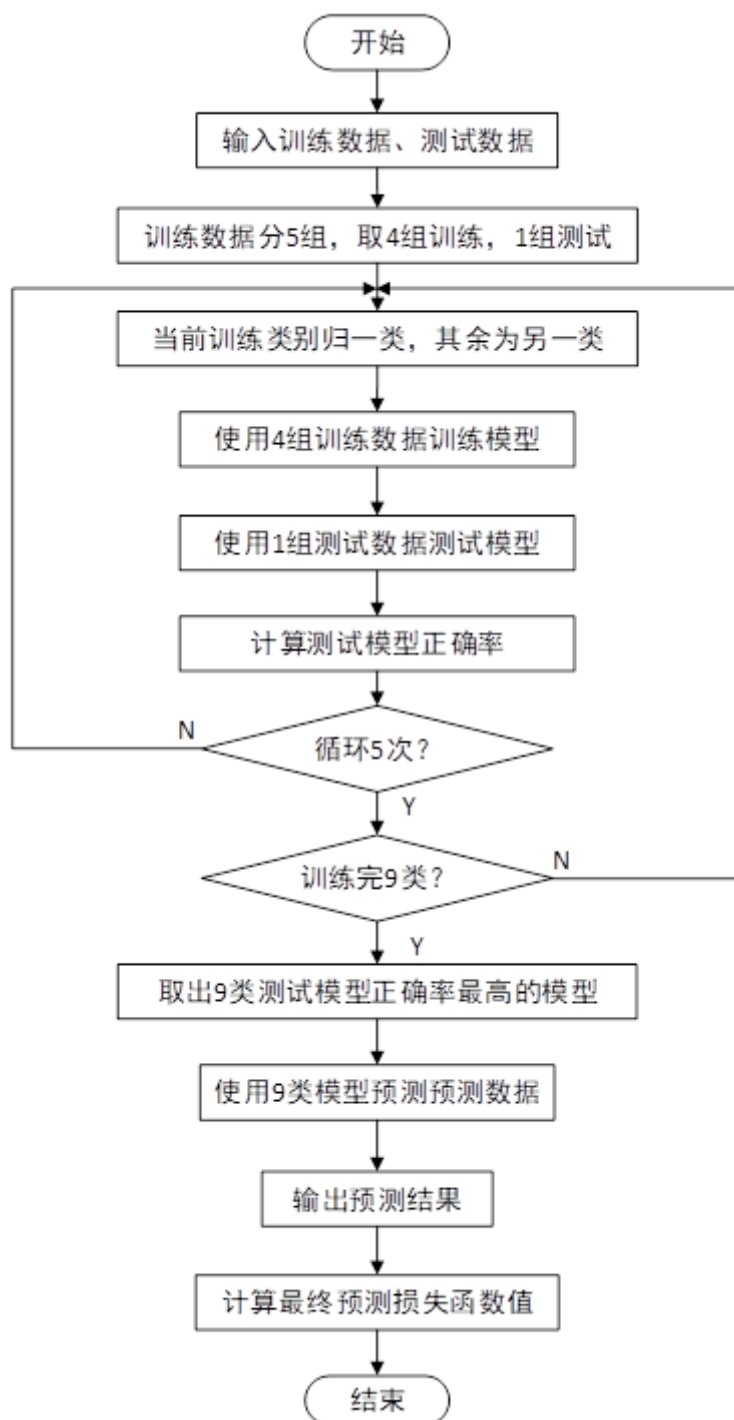 开始
输入训练数据、测试数据
训练数据分5组，取4组训练，1组测试
当前训练类别归一类，其余为另一类
使用4组训练数据训练模型
使用1组测试数据测试模型
计算测试模型正确率
N
循环5次？
Y
训练完9类？
N
Y
取出9类测试模型正确率最高的模型
使用9类模型预测预测数据
输出预测结果
计算最终预测损失函数值
结束